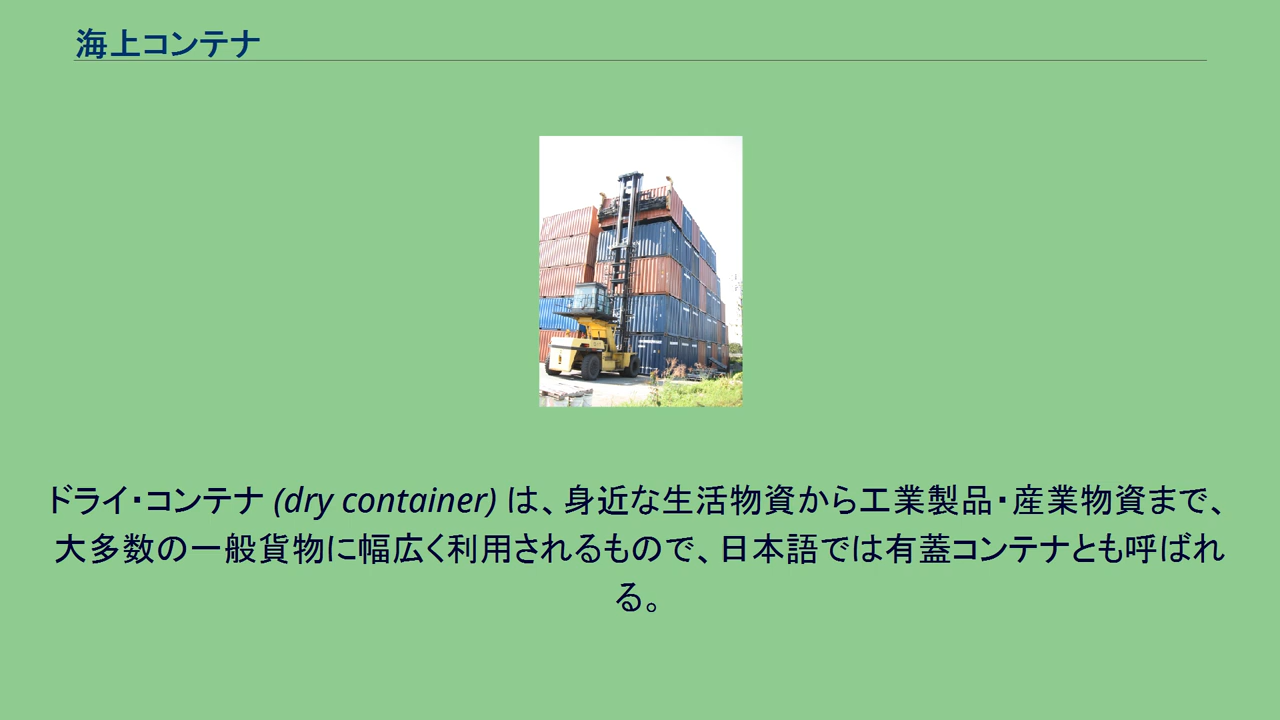 海上コンテナ
ドライ・コンテナ (dry container) は、身近な生活物資から工業製品・産業物資まで、
大多数の一般貨物に幅広く利用されるもので、日本語では有蓋コンテナとも呼ばれ
る。